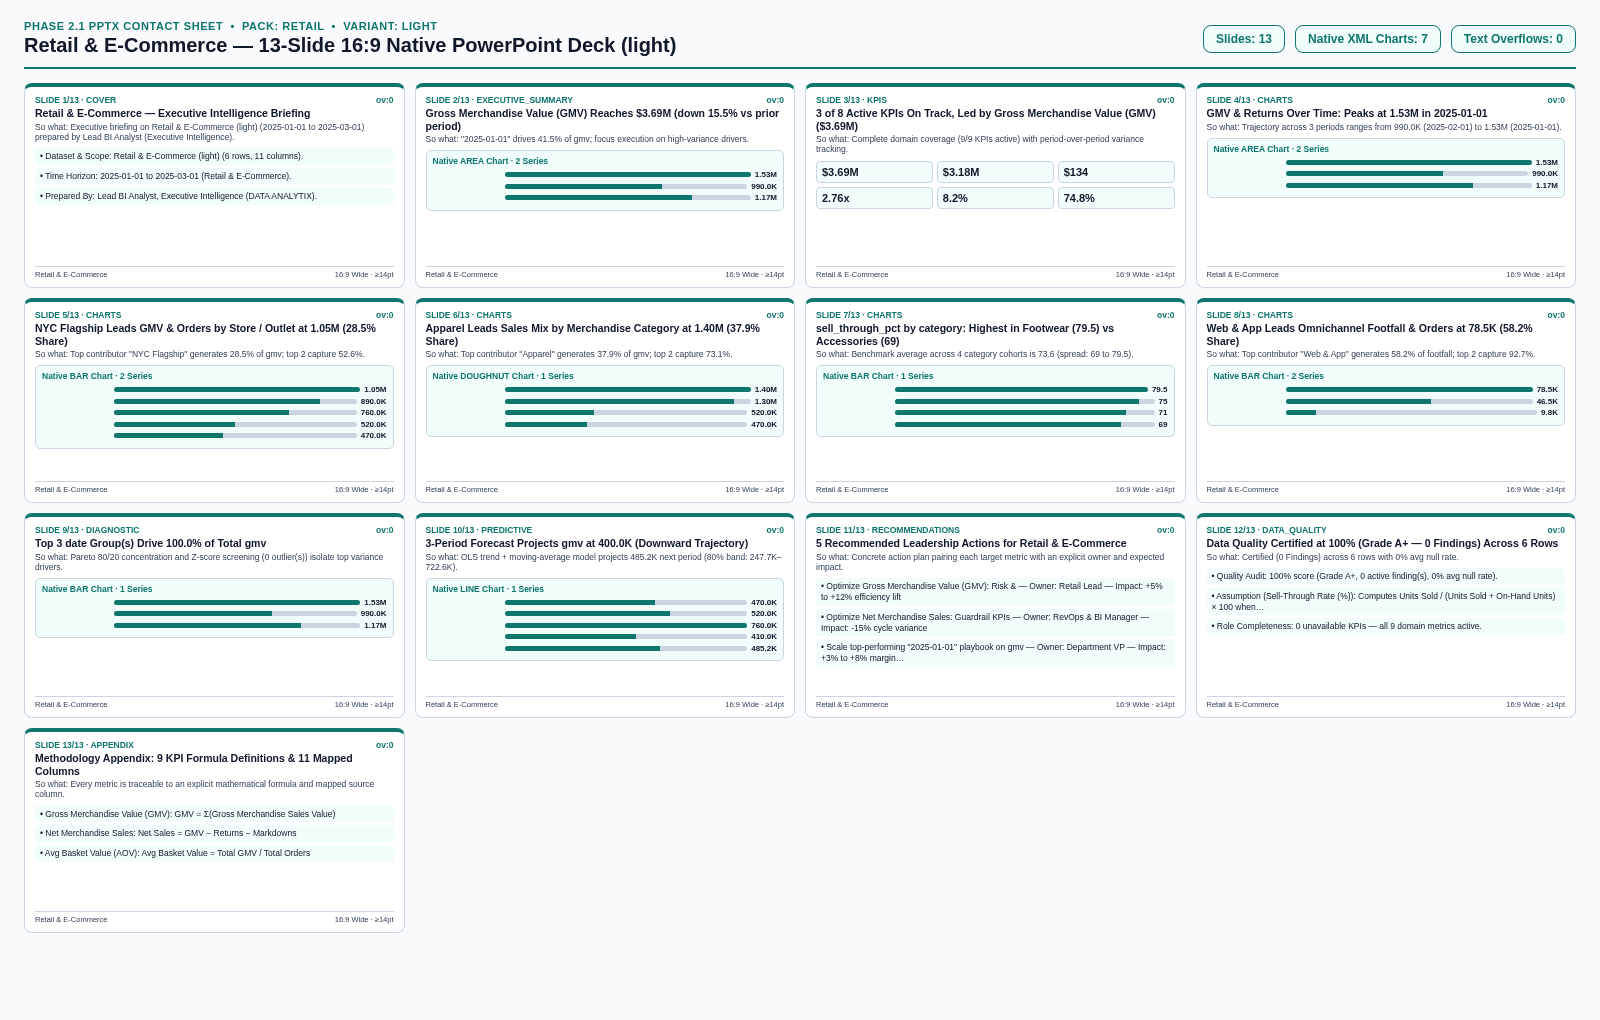 PHASE 2.1 PPTX CONTACT SHEET • PACK: RETAIL • VARIANT: LIGHT
Retail & E-Commerce — 13-Slide 16:9 Native PowerPoint Deck (light)
Slides: 13
Native XML Charts: 7
Text Overflows: 0
SLIDE 1/13 · COVER
ov:0
Retail & E-Commerce — Executive Intelligence Briefing
So what: Executive briefing on Retail & E-Commerce (light) (2025-01-01 to 2025-03-01)
prepared by Lead BI Analyst (Executive Intelligence).
• Dataset & Scope: Retail & E-Commerce (light) (6 rows, 11 columns).
• Time Horizon: 2025-01-01 to 2025-03-01 (Retail & E-Commerce).
• Prepared By: Lead BI Analyst, Executive Intelligence (DATA ANALYTIX).
Retail & E-Commerce
16:9 Wide · ≥14pt
SLIDE 2/13 · EXECUTIVE_SUMMARY
ov:0
Gross Merchandise Value (GMV) Reaches $3.69M (down 15.5% vs prior
period)
So what: "2025-01-01" drives 41.5% of gmv; focus execution on high-variance drivers.
Native AREA Chart · 2 Series
1.53M
990.0K
1.17M
Retail & E-Commerce
16:9 Wide · ≥14pt
SLIDE 3/13 · KPIS
ov:0
3 of 8 Active KPIs On Track, Led by Gross Merchandise Value (GMV)
($3.69M)
So what: Complete domain coverage (9/9 KPIs active) with period-over-period variance
tracking.
$3.69M
$3.18M
$134
2.76x
8.2%
74.8%
Retail & E-Commerce
16:9 Wide · ≥14pt
SLIDE 4/13 · CHARTS
ov:0
GMV & Returns Over Time: Peaks at 1.53M in 2025-01-01
So what: Trajectory across 3 periods ranges from 990.0K (2025-02-01) to 1.53M (2025-01-01).
Native AREA Chart · 2 Series
1.53M
990.0K
1.17M
Retail & E-Commerce
16:9 Wide · ≥14pt
SLIDE 5/13 · CHARTS
ov:0
NYC Flagship Leads GMV & Orders by Store / Outlet at 1.05M (28.5%
Share)
So what: Top contributor "NYC Flagship" generates 28.5% of gmv; top 2 capture 52.6%.
Native BAR Chart · 2 Series
1.05M
890.0K
760.0K
520.0K
470.0K
Retail & E-Commerce
16:9 Wide · ≥14pt
SLIDE 6/13 · CHARTS
ov:0
Apparel Leads Sales Mix by Merchandise Category at 1.40M (37.9%
Share)
So what: Top contributor "Apparel" generates 37.9% of gmv; top 2 capture 73.1%.
Native DOUGHNUT Chart · 1 Series
1.40M
1.30M
520.0K
470.0K
Retail & E-Commerce
16:9 Wide · ≥14pt
SLIDE 7/13 · CHARTS
ov:0
sell_through_pct by category: Highest in Footwear (79.5) vs
Accessories (69)
So what: Benchmark average across 4 category cohorts is 73.6 (spread: 69 to 79.5).
Native BAR Chart · 1 Series
79.5
75
71
69
Retail & E-Commerce
16:9 Wide · ≥14pt
SLIDE 8/13 · CHARTS
ov:0
Web & App Leads Omnichannel Footfall & Orders at 78.5K (58.2%
Share)
So what: Top contributor "Web & App" generates 58.2% of footfall; top 2 capture 92.7%.
Native BAR Chart · 2 Series
78.5K
46.5K
9.8K
Retail & E-Commerce
16:9 Wide · ≥14pt
SLIDE 9/13 · DIAGNOSTIC
ov:0
Top 3 date Group(s) Drive 100.0% of Total gmv
So what: Pareto 80/20 concentration and Z-score screening (0 outlier(s)) isolate top variance
drivers.
Native BAR Chart · 1 Series
1.53M
990.0K
1.17M
Retail & E-Commerce
16:9 Wide · ≥14pt
SLIDE 10/13 · PREDICTIVE
ov:0
3-Period Forecast Projects gmv at 400.0K (Downward Trajectory)
So what: OLS trend + moving-average model projects 485.2K next period (80% band: 247.7K–
722.6K).
Native LINE Chart · 1 Series
470.0K
520.0K
760.0K
410.0K
485.2K
Retail & E-Commerce
16:9 Wide · ≥14pt
SLIDE 11/13 · RECOMMENDATIONS
ov:0
5 Recommended Leadership Actions for Retail & E-Commerce
So what: Concrete action plan pairing each target metric with an explicit owner and expected
impact.
• Optimize Gross Merchandise Value (GMV): Risk & — Owner: Retail Lead — Impact: +5%
to +12% efficiency lift
• Optimize Net Merchandise Sales: Guardrail KPIs — Owner: RevOps & BI Manager —
Impact: -15% cycle variance
• Scale top-performing "2025-01-01" playbook on gmv — Owner: Department VP — Impact:
+3% to +8% margin…
Retail & E-Commerce
16:9 Wide · ≥14pt
SLIDE 12/13 · DATA_QUALITY
ov:0
Data Quality Certified at 100% (Grade A+ — 0 Findings) Across 6 Rows
So what: Certified (0 Findings) across 6 rows with 0% avg null rate.
• Quality Audit: 100% score (Grade A+, 0 active finding(s), 0% avg null rate).
• Assumption (Sell-Through Rate (%)): Computes Units Sold / (Units Sold + On-Hand Units)
× 100 when…
• Role Completeness: 0 unavailable KPIs — all 9 domain metrics active.
Retail & E-Commerce
16:9 Wide · ≥14pt
SLIDE 13/13 · APPENDIX
ov:0
Methodology Appendix: 9 KPI Formula Definitions & 11 Mapped
Columns
So what: Every metric is traceable to an explicit mathematical formula and mapped source
column.
• Gross Merchandise Value (GMV): GMV = Σ(Gross Merchandise Sales Value)
• Net Merchandise Sales: Net Sales = GMV − Returns − Markdowns
• Avg Basket Value (AOV): Avg Basket Value = Total GMV / Total Orders
Retail & E-Commerce
16:9 Wide · ≥14pt